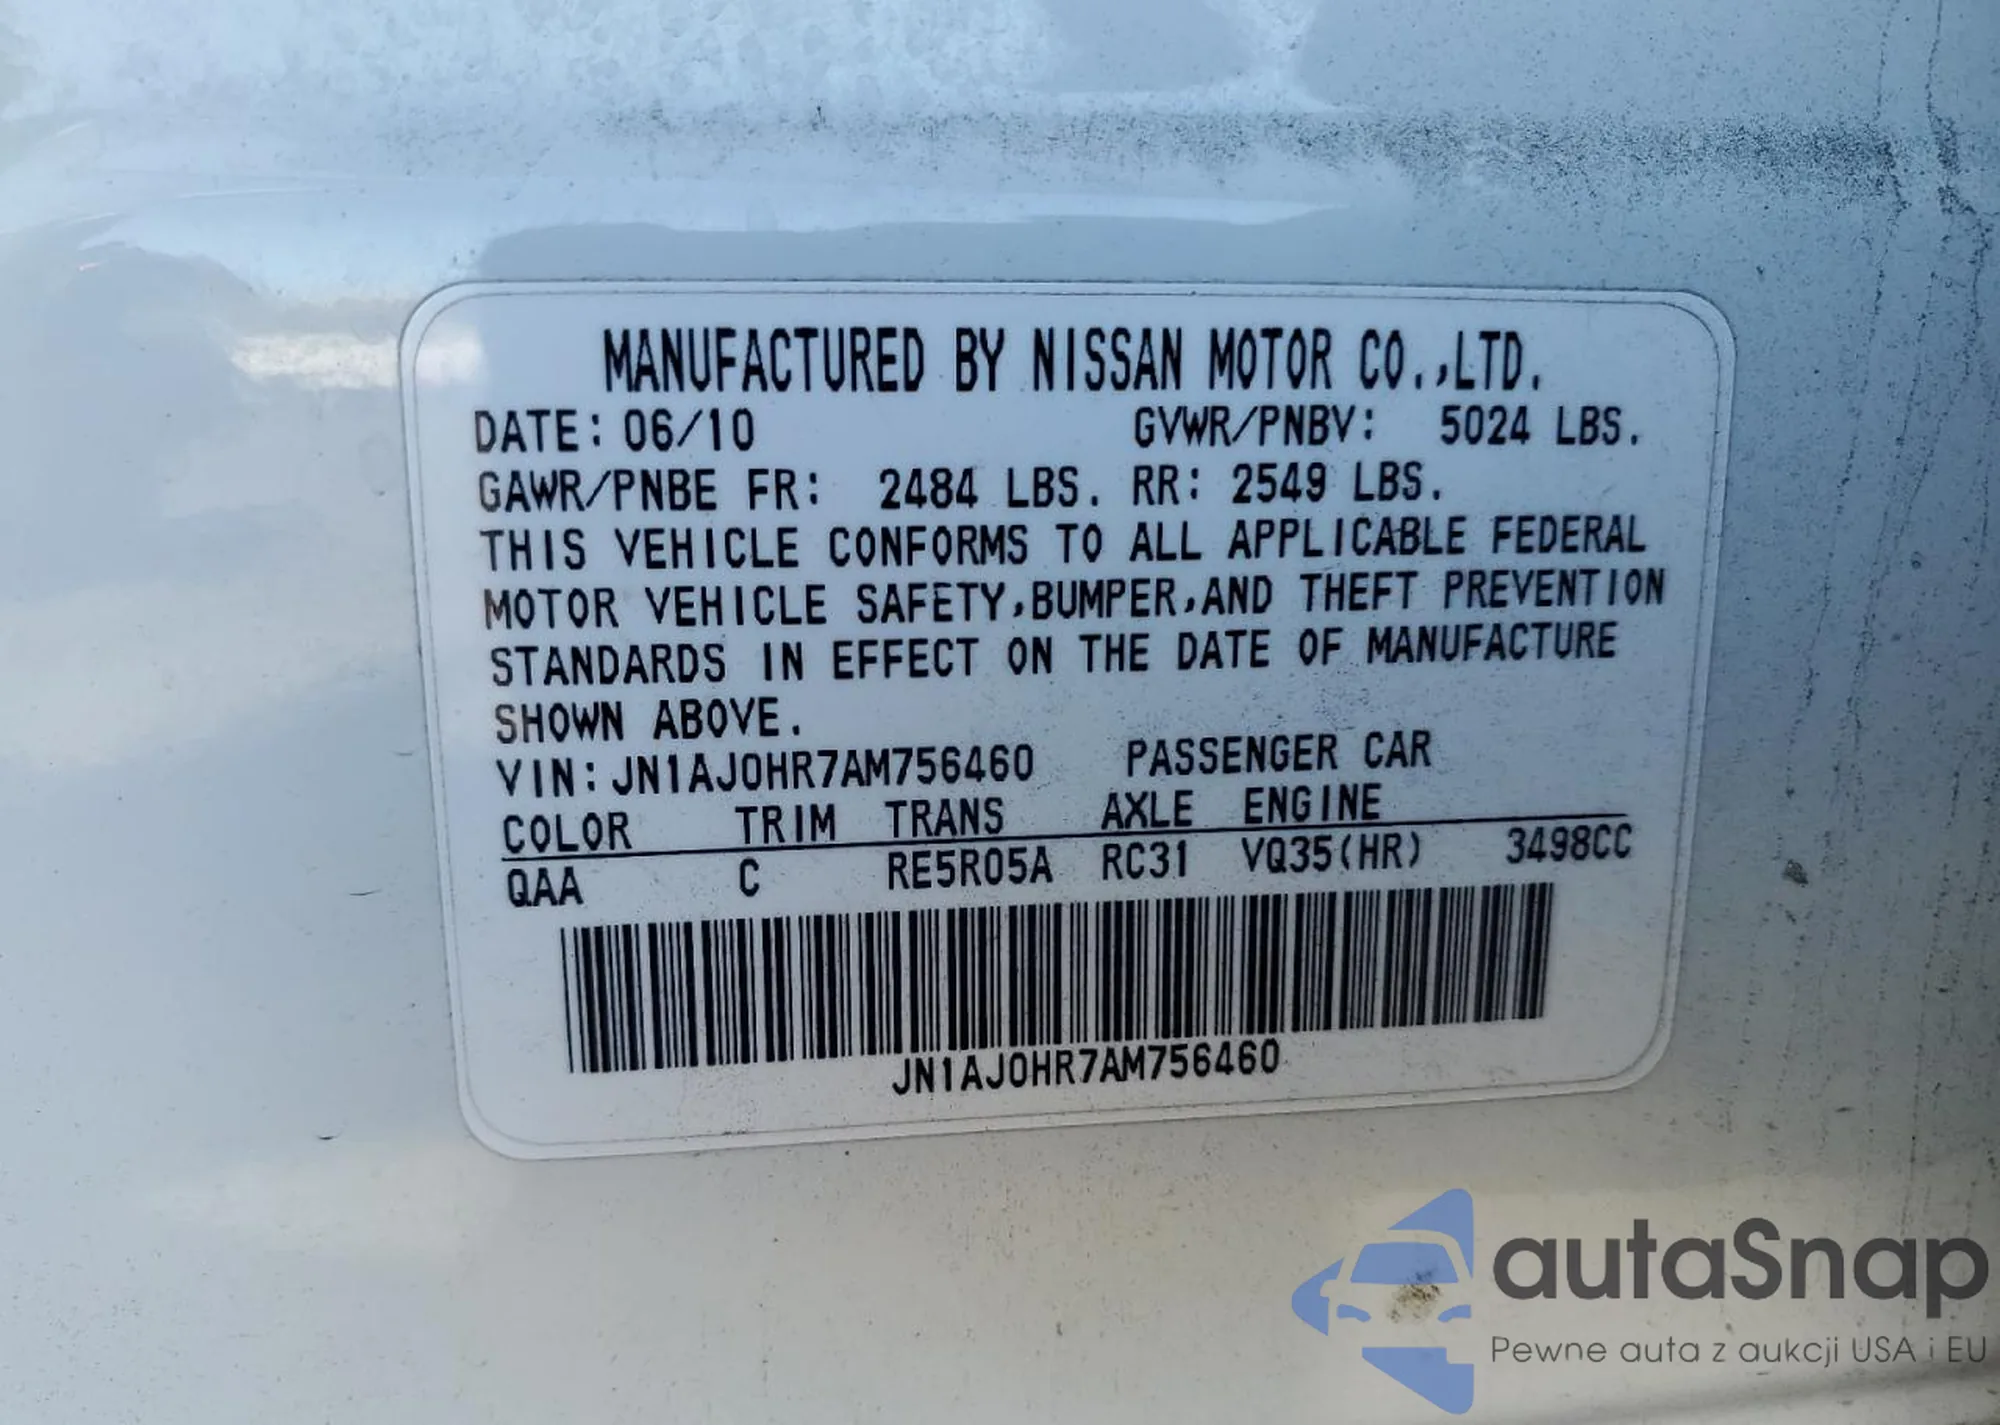 MANUFACTURED BY NISSAN MOTOR CO.,LTD.
DATE: 06/10 GVWR/PNBV: 5024 LBS.
GAWR/PNBE FR: 2484 LBS. RR: 2549 LBS.
THIS VEHICLE CONFORMS TO ALL APPLICABLE FEDERAL
MOTOR VEHICLE SAFETY,BUMPER,AND THEFT PREVENTION
STANDARDS IN EFFECT ON THE DATE OF MANUFACTURE
SHOWN ABOVE.
VIN:JN1AJ0HR7AM756460 PASSENGER CAR
COLOR TRIM TRANS AXLE ENGINE
QAA C RE5R05A RC31 VQ35(HR) 3498CC
JN1AJ0HR7AM756460
autaSnap
Pewne auta z aukcji USA i EU